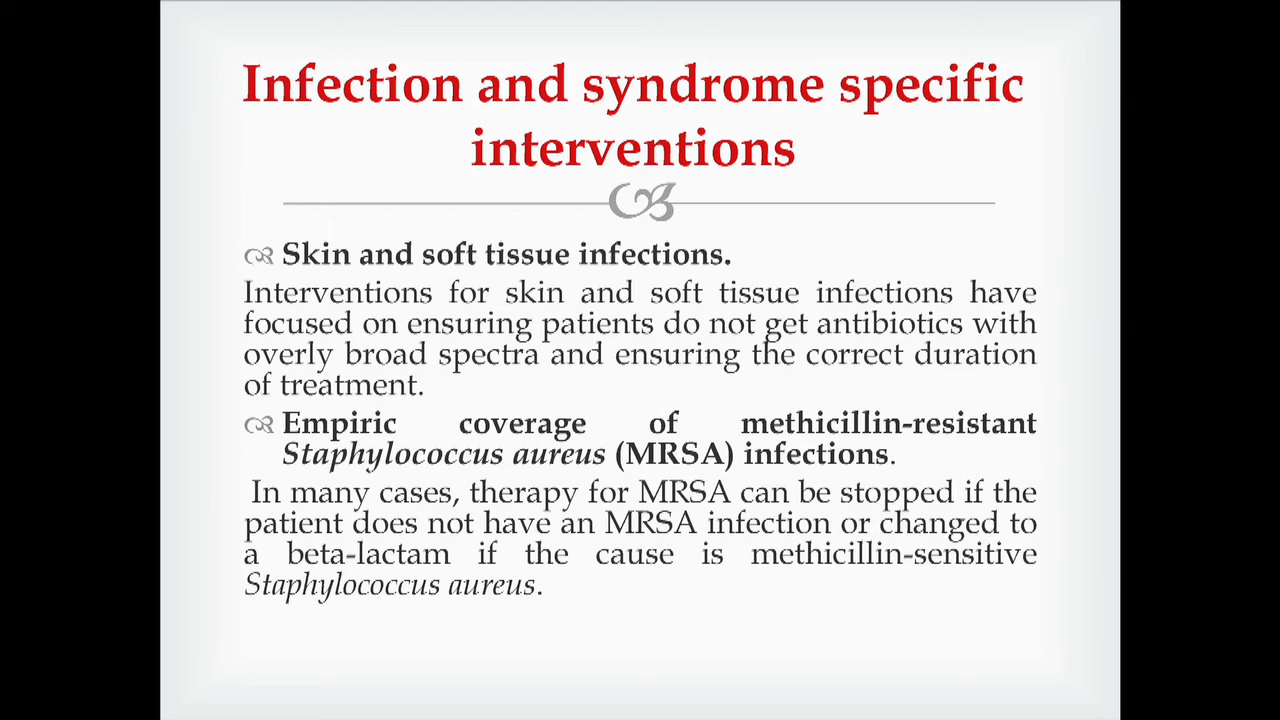 Infection and syndrome specific
interventions
Skin and soft tissue infections.
Interventions for skin and soft tissue infections have
focused on ensuring patients do not get antibiotics with
overly broad spectra and ensuring the correct duration
of treatment.
Empiric coverage of methicillin-resistant
Staphylococcus aureus (MRSA) infections.
In many cases, therapy for MRSA can be stopped if the
patient does not have an MRSA infection or changed to
a beta-lactam if the cause is methicillin-sensitive
Staphylococcus aureus.